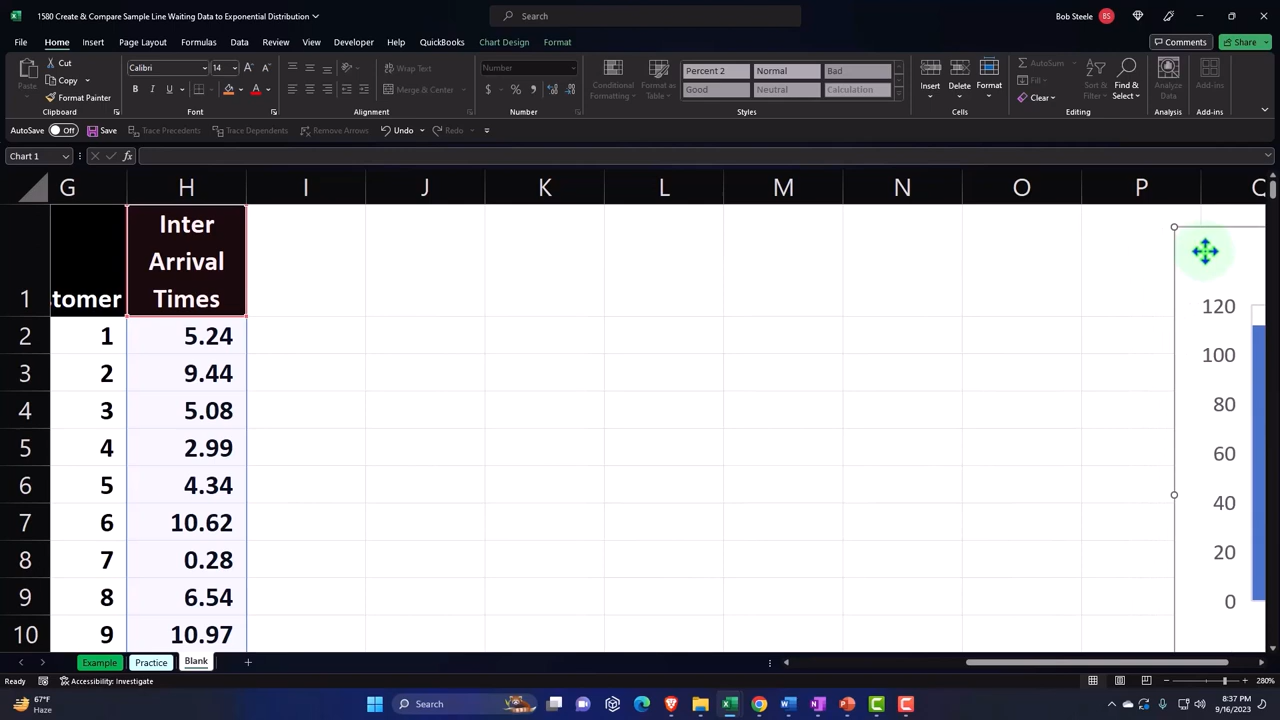 1580 Create & Compare Sample Line Waiting Data to Exponential Distribution
Search
Bob Steele BS
File Home Insert Page Layout Formulas Data Review View Developer Help QuickBooks Chart Design Format
Comments Share
Paste
Cut
Copy
Format Painter
Clipboard
Calibri 14
B I U A
Font
Wrap Text
Merge & Center
Alignment
Number
$ % ,
Number
Conditional Formatting
Format as Table
Percent 2 Normal Bad
Good Neutral Calculation
Styles
Insert Delete Format
Cells
AutoSum
Fill
Clear
Sort & Filter
Find & Select
Editing
Analyze Data
Analysis
Add-ins
Add-ins
AutoSave Off Save Trace Precedents Trace Dependents Remove Arrows Undo Redo
Chart 1 fx
G H I J K L M N O P
1 tomer Inter Arrival Times
2 1 5.24
3 2 9.44
4 3 5.08
5 4 2.99
6 5 4.34
7 6 10.62
8 7 0.28
9 8 6.54
10 9 10.97
120
100
80
60
40
20
0
Example Practice Blank
Ready Accessibility: Investigate 280%
67°F
Haze
Search
8:37 PM
9/16/2023